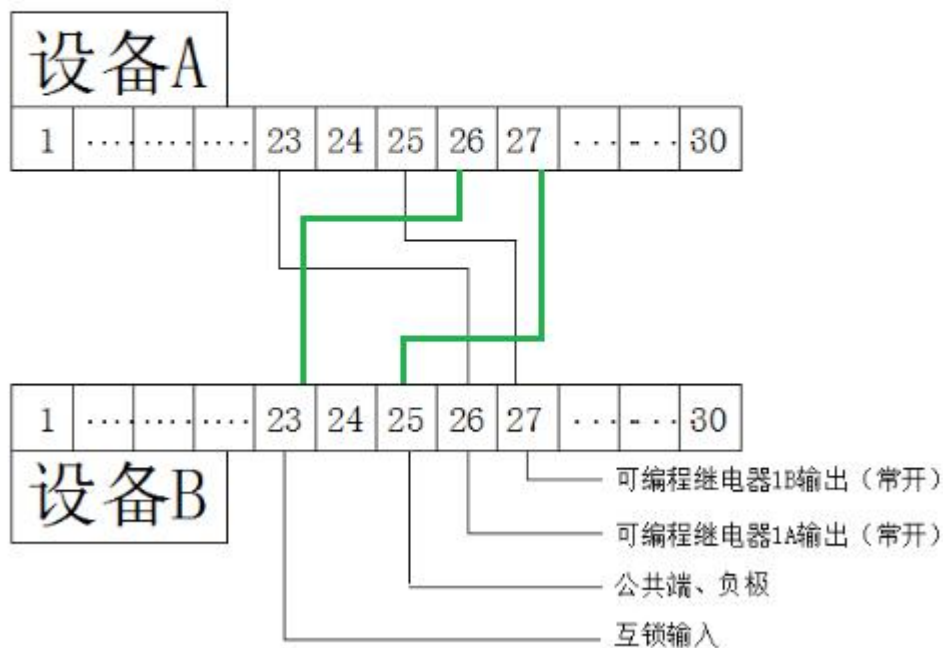 设备A
1 ···· ···· ···· 23 24 25 26 27 ··· -·· 30
1 ···· ···· ···· 23 24 25 26 27 ··· -·· 30
设备B
可编程继电器1B输出（常开）
可编程继电器1A输出（常开）
公共端、负极
互锁输入